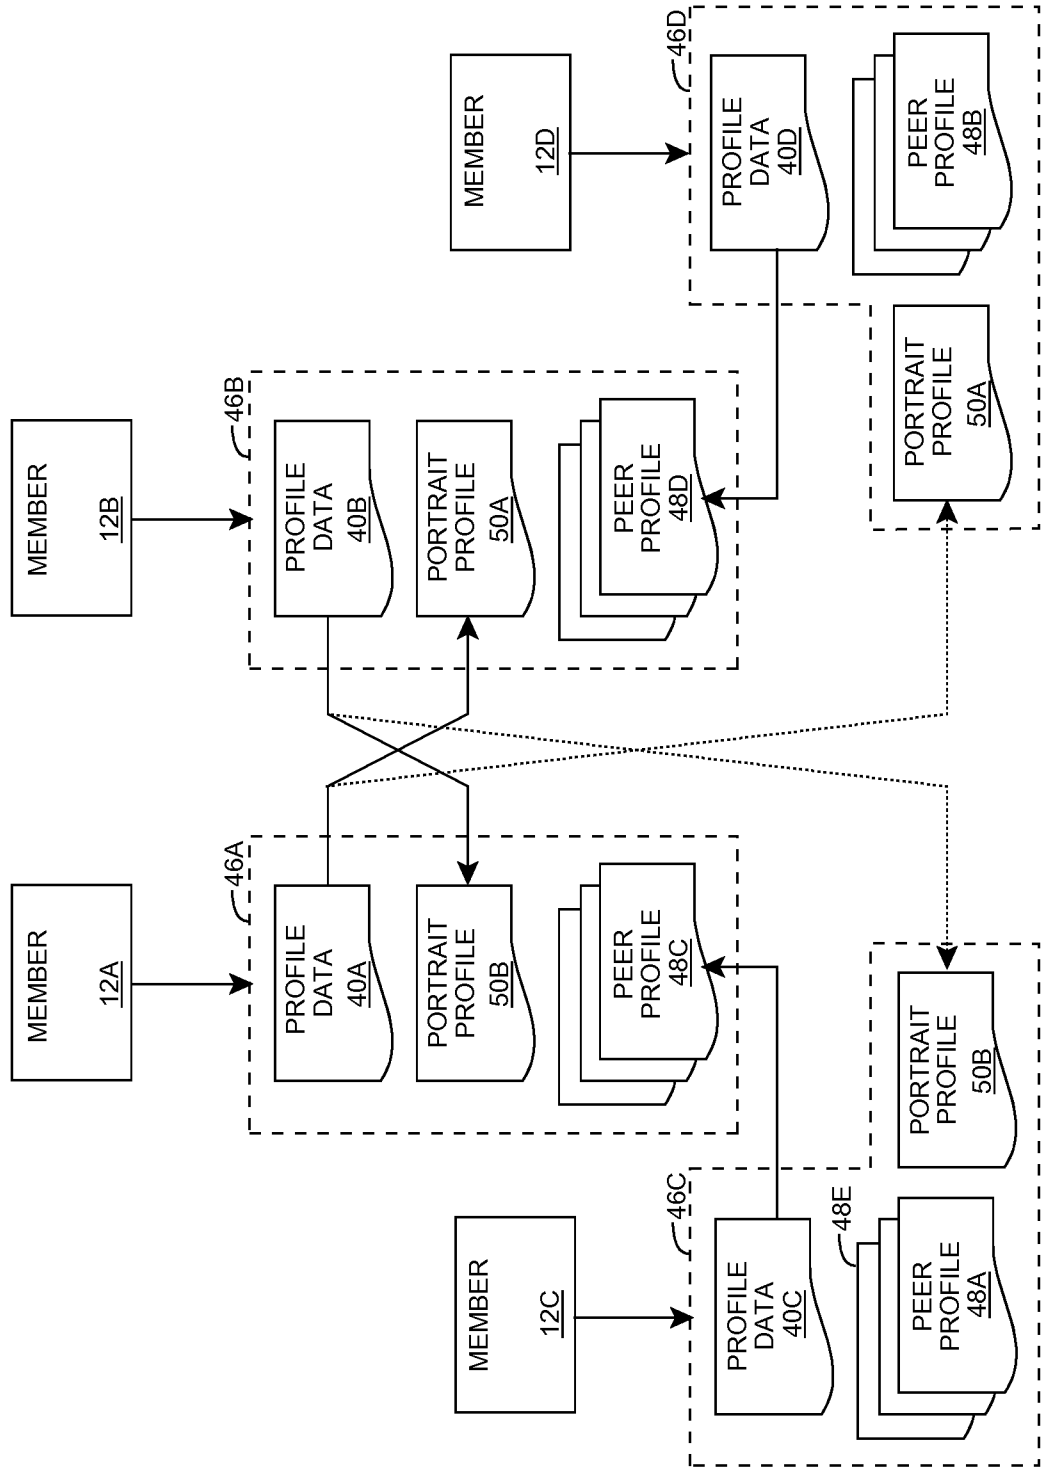 MEMBER
12A
MEMBER
12B
46A
46B
PROFILE
DATA
40A
PROFILE
DATA
40B
PORTRAIT
PROFILE
50B
PORTRAIT
PROFILE
50A
MEMBER
12C
MEMBER
12D
PEER
PROFILE
48C
PEER
PROFILE
48D
46C
46D
PROFILE
DATA
40C
PROFILE
DATA
40D
48E
PEER
PROFILE
48A
PORTRAIT
PROFILE
50B
PORTRAIT
PROFILE
50A
PEER
PROFILE
48B